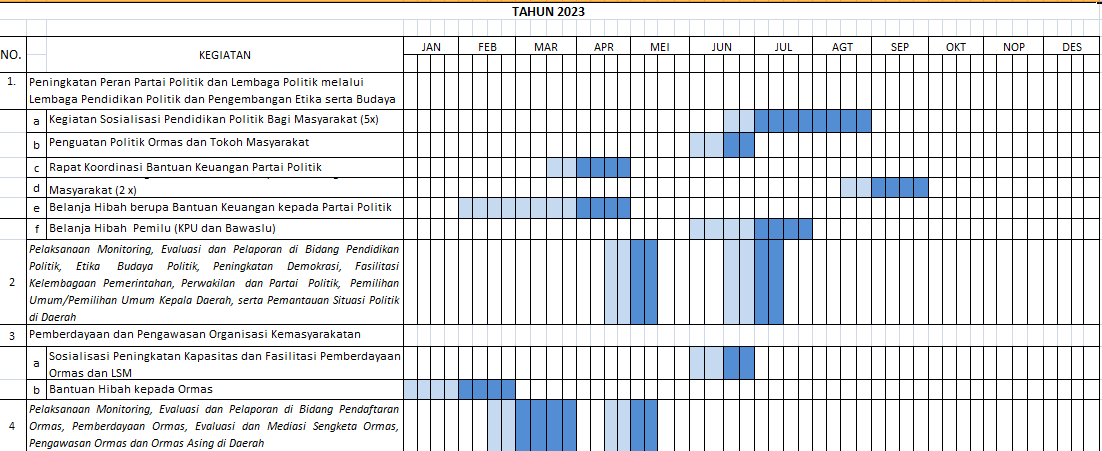 TAHUN 2023
NO. KEGIATAN JAN FEB MAR APR MEI JUN JUL AGT SEP OKT NOP DES
1. Peningkatan Peran Partai Politik dan Lembaga Politik melalui
Lembaga Pendidikan Politik dan Pengembangan Etika serta Budaya
a Kegiatan Sosialisasi Pendidikan Politik Bagi Masyarakat (5x)
b Penguatan Politik Ormas dan Tokoh Masyarakat
c Rapat Koordinasi Bantuan Keuangan Partai Politik
d Masyarakat (2 x)
e Belanja Hibah berupa Bantuan Keuangan kepada Partai Politik
f Belanja Hibah Pemilu (KPU dan Bawaslu)
2 Pelaksanaan Monitoring, Evaluasi dan Pelaporan di Bidang Pendidikan
Politik, Etika Budaya Politik, Peningkatan Demokrasi, Fasilitasi
Kelembagaan Pemerintahan, Perwakilan dan Partai Politik, Pemilihan
Umum/Pemilihan Umum Kepala Daerah, serta Pemantauan Situasi Politik
di Daerah
3 Pemberdayaan dan Pengawasan Organisasi Kemasyarakatan
a Sosialisasi Peningkatan Kapasitas dan Fasilitasi Pemberdayaan
Ormas dan LSM
b Bantuan Hibah kepada Ormas
4 Pelaksanaan Monitoring, Evaluasi dan Pelaporan di Bidang Pendaftaran
Ormas, Pemberdayaan Ormas, Evaluasi dan Mediasi Sengketa Ormas,
Pengawasan Ormas dan Ormas Asing di Daerah